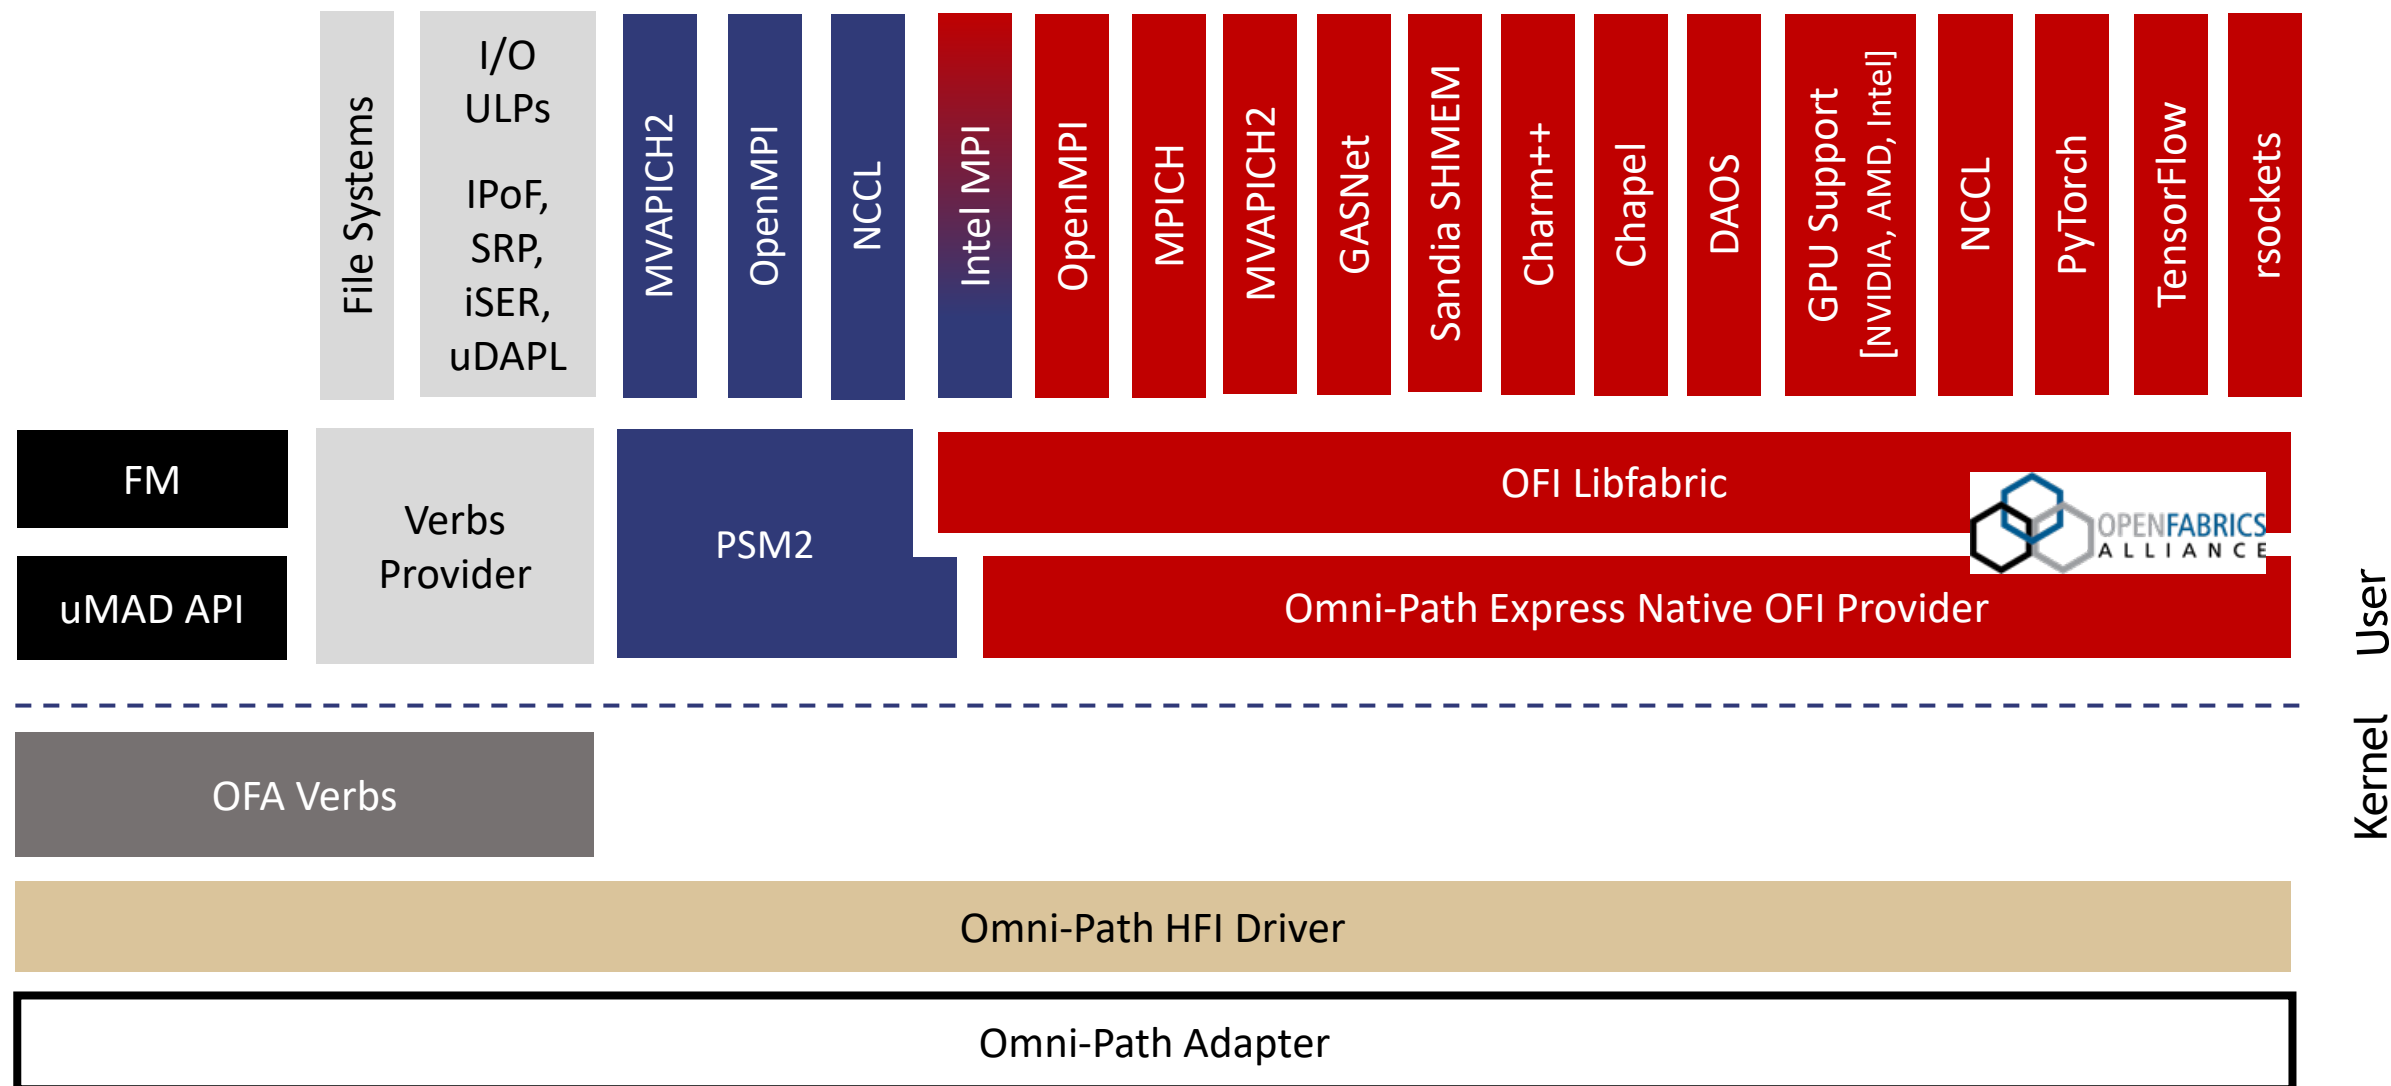 File Systems
I/O
ULPs
IPoF,
SRP,
iSER,
uDAPL
MVAPICH2
OpenMPI
NCCL
Intel MPI
OpenMPI
MPICH
MVAPICH2
GASNet
Sandia SHMEM
Charm++
Chapel
DAOS
GPU Support
[NVIDIA, AMD, Intel]
NCCL
PyTorch
TensorFlow
rsockets
FM
uMAD API
Verbs
Provider
PSM2
OFI Libfabric
OPENFABRICS
ALLIANCE
Omni-Path Express Native OFI Provider
User
Kernel
OFA Verbs
Omni-Path HFI Driver
Omni-Path Adapter